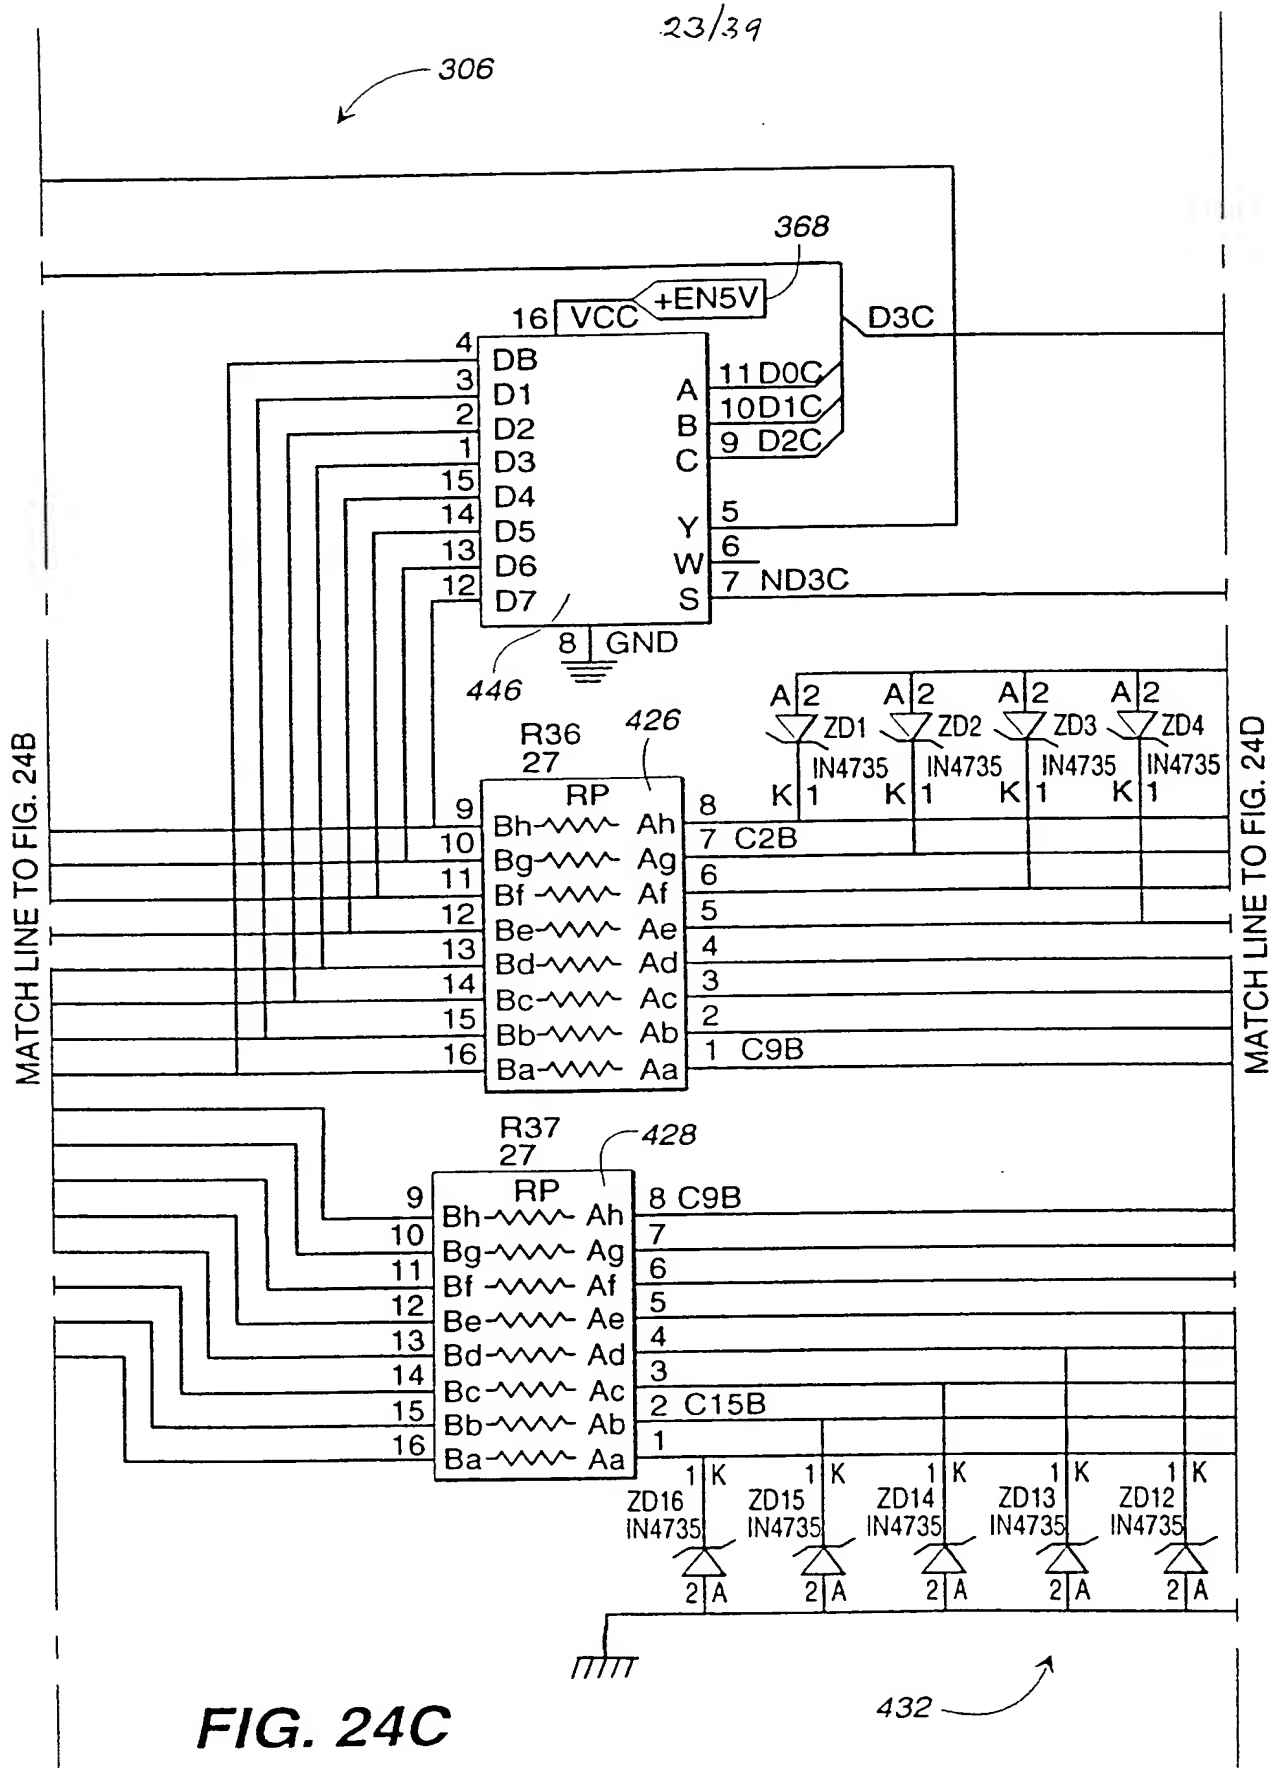 23/39
306
368
+EN5V
16 VCC
D3C
4 DB
3 D1
2 D2
1 D3
15 D4
14 D5
13 D6
12 D7
A 11 D0C
B 10 D1C
C 9 D2C
Y 5
W 6
S 7 ND3C
8 GND
446
MATCH LINE TO FIG. 24B
MATCH LINE TO FIG. 24D
A 2 A 2 A 2 A 2
ZD1 ZD2 ZD3 ZD4
IN4735 IN4735 IN4735 IN4735
K 1 K 1 K 1 K 1
R36
27
426
RP
9 Bh Ah 8
10 Bg Ag 7 C2B
11 Bf Af 6
12 Be Ae 5
13 Bd Ad 4
14 Bc Ac 3
15 Bb Ab 2
16 Ba Aa 1 C9B
R37
27
428
RP
9 Bh Ah 8 C9B
10 Bg Ag 7
11 Bf Af 6
12 Be Ae 5
13 Bd Ad 4
14 Bc Ac 3
15 Bb Ab 2 C15B
16 Ba Aa 1
1 K 1 K 1 K 1 K 1 K
ZD16 ZD15 ZD14 ZD13 ZD12
IN4735 IN4735 IN4735 IN4735 IN4735
2 A 2 A 2 A 2 A 2 A
432
FIG. 24C